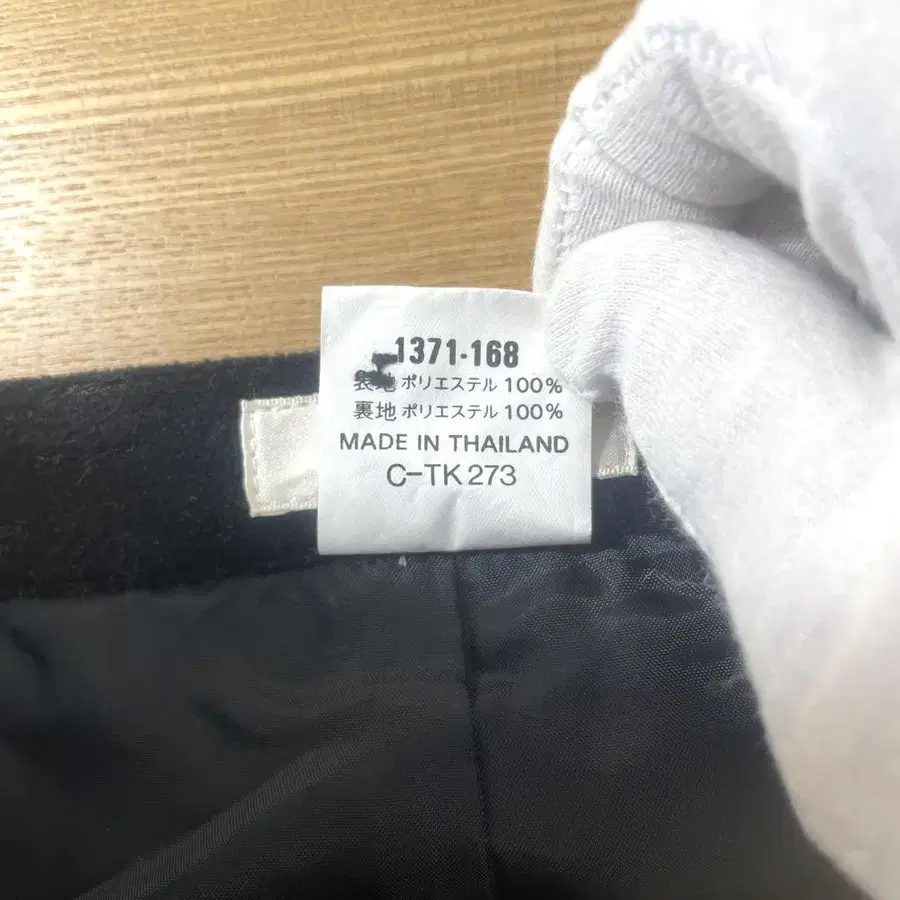 1371-168
表地 ポリエステル 100%
裏地 ポリエステル 100%
MADE IN THAILAND
C-TK 273